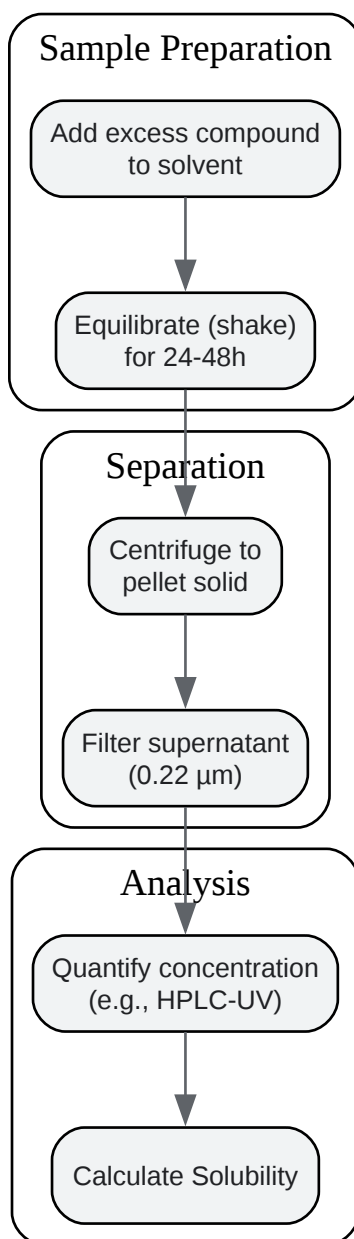 Sample Preparation
Add excess compound
to solvent
Equilibrate (shake)
for 24-48h
Separation
Centrifuge to
pellet solid
Filter supernatant
(0.22 µm)
Analysis
Quantify concentration
(e.g., HPLC-UV)
Calculate Solubility